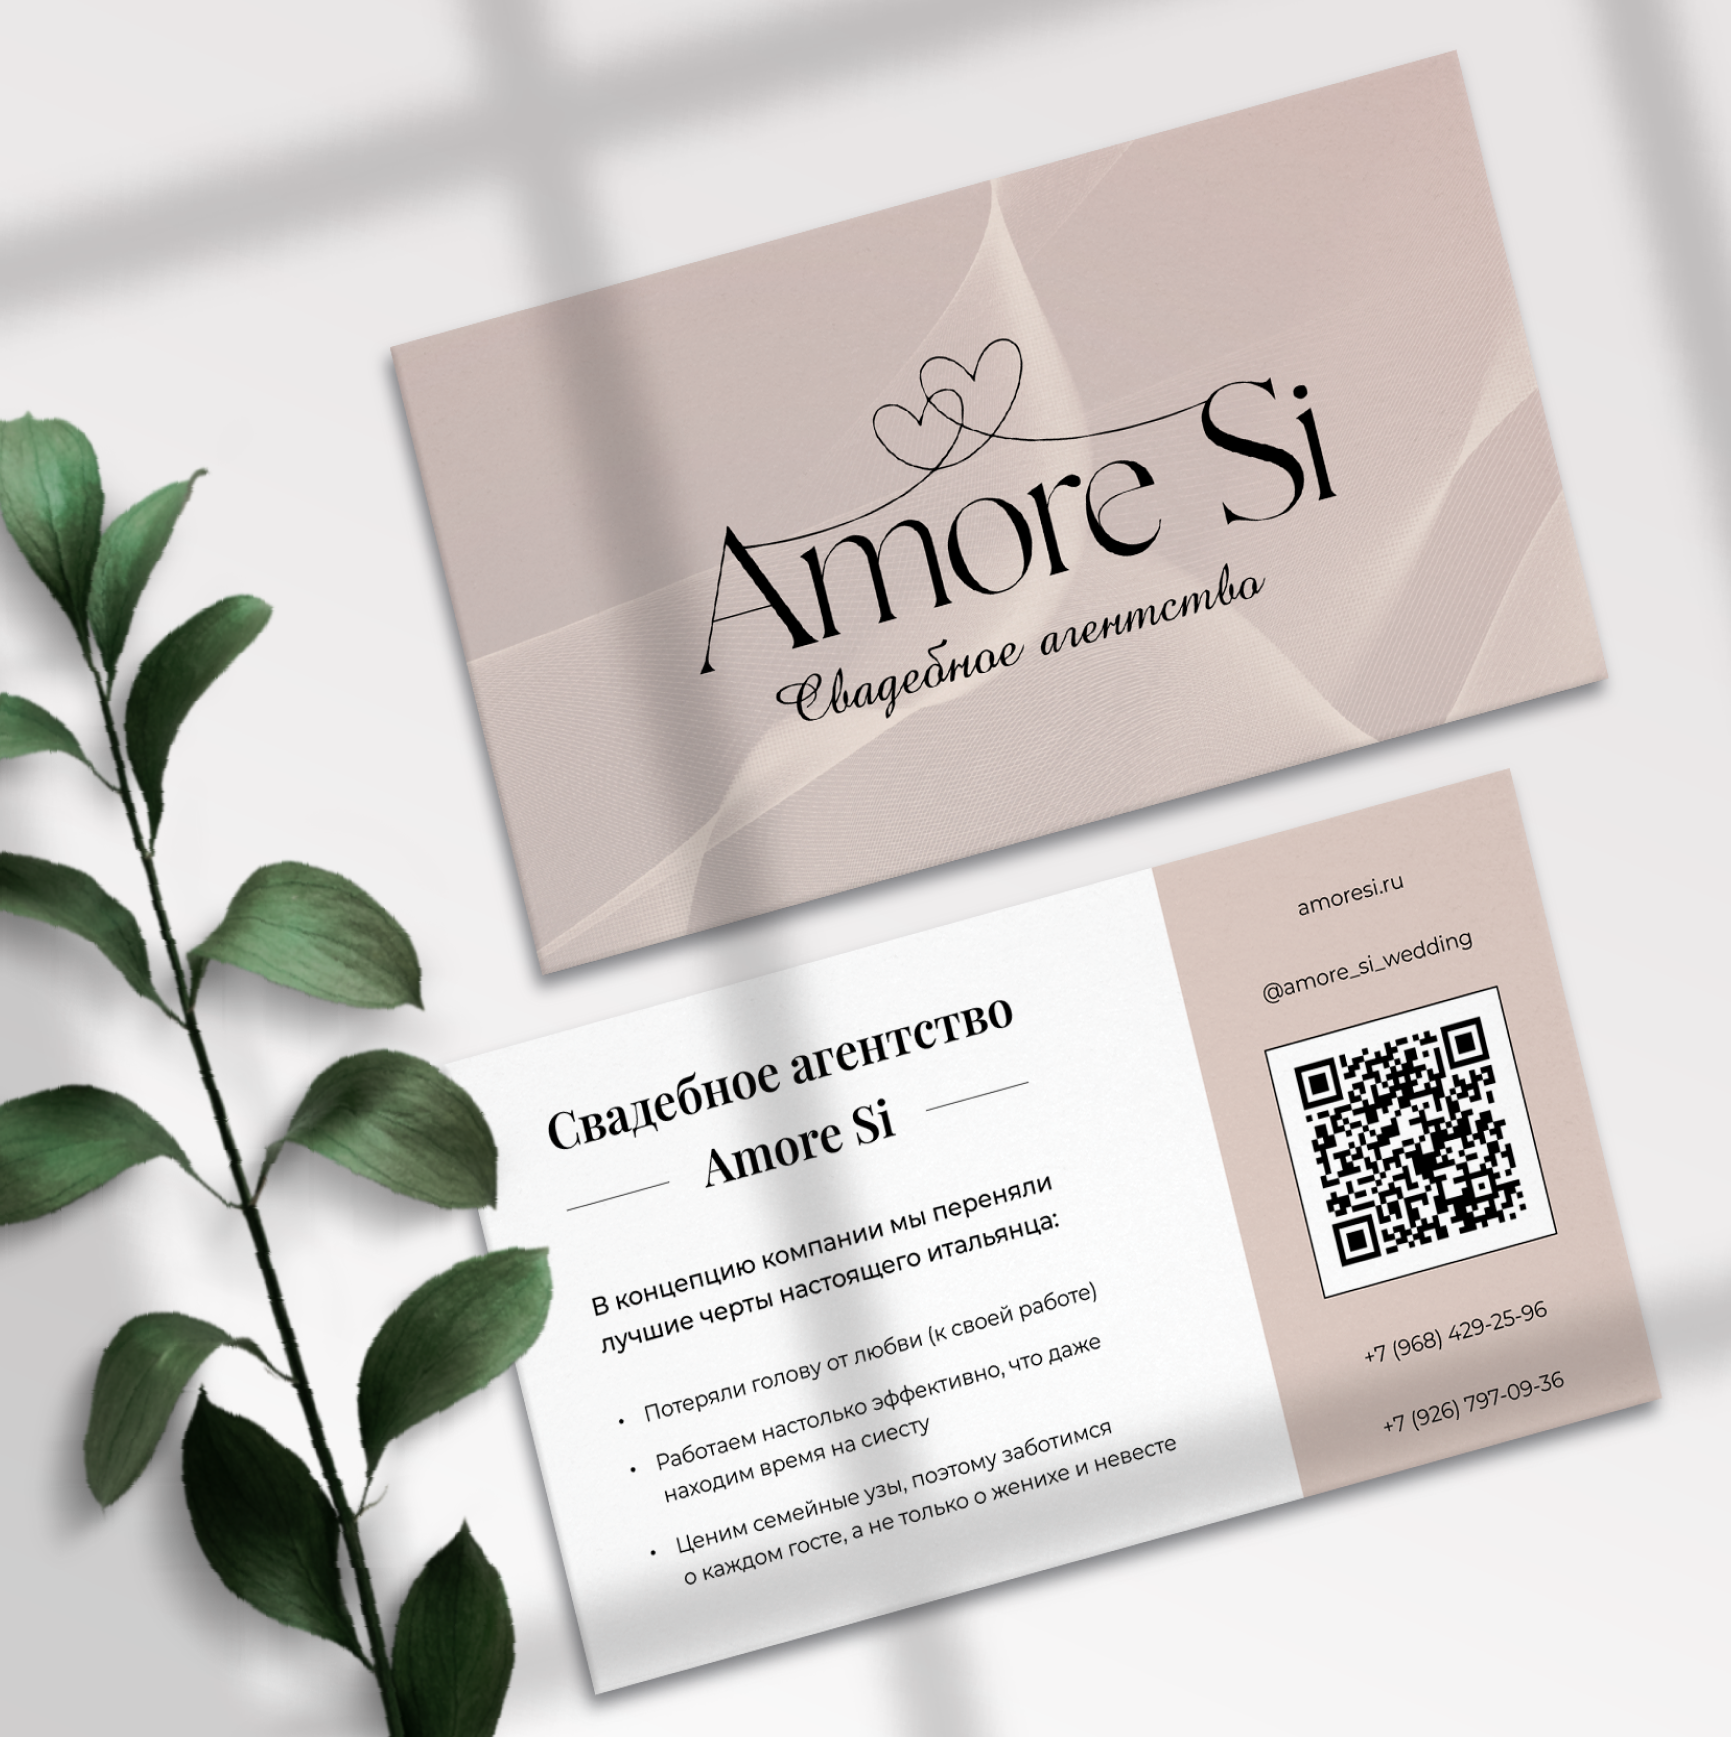 Amore Si
Свадебное агентство
Свадебное агентство
Amore Si
В концепцию компании мы переняли
лучшие черты настоящего итальянца:
• Потеряли голову от любви (к своей работе)
• Работаем настолько эффективно, что даже
находим время на сиесту
• Ценим семейные узы, поэтому заботимся
о каждом госте, а не только о женихе и невесте
amoresi.ru
@amore_si_wedding
+7 (968) 429-25-96
+7 (926) 797-09-36